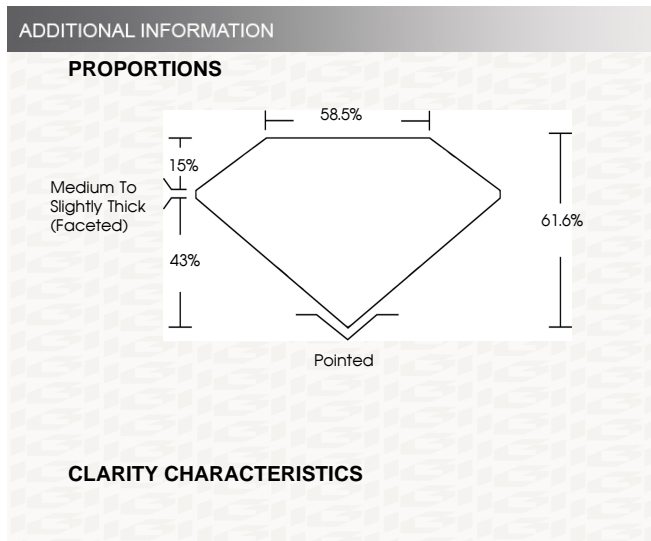 ADDITIONAL INFORMATION
PROPORTIONS
58.5%
15%
Medium To
Slightly Thick
(Faceted)
61.6%
43%
Pointed
CLARITY CHARACTERISTICS